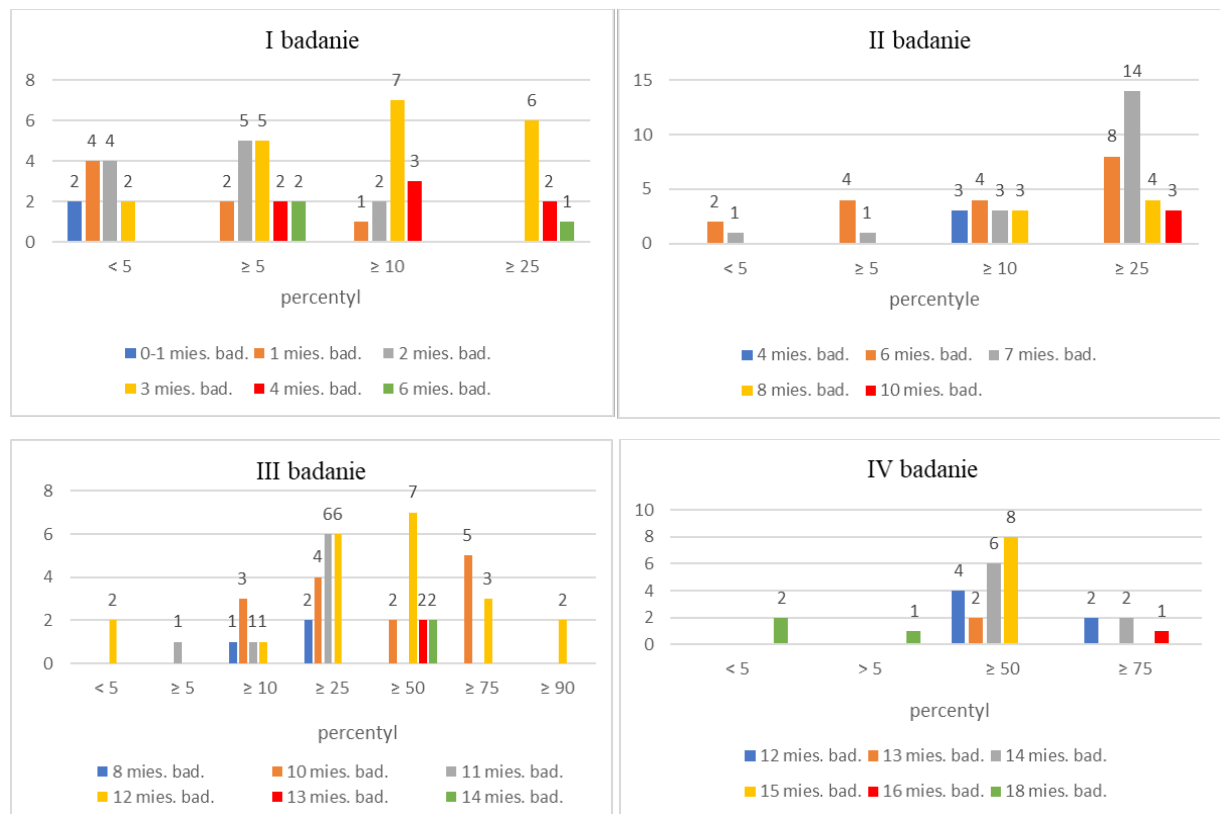 I badanie
8
6
4
2
0
2 4 4 2
2 5 5 2 2
1 2 7 3
6 2 1
< 5 ≥ 5 ≥ 10 ≥ 25
percentyl
0-1 mies. bad. 1 mies. bad. 2 mies. bad.
3 mies. bad. 4 mies. bad. 6 mies. bad.
II badanie
15
10
5
0
2 1
4 1
3 4 3 3
8 14 4 3
< 5 ≥ 5 ≥ 10 ≥ 25
percentyle
4 mies. bad. 6 mies. bad. 7 mies. bad.
8 mies. bad. 10 mies. bad.
III badanie
8
6
4
2
0
2
1
1 3 1 1
2 4 6 6
2 7 2 2
5 3
2
< 5 ≥ 5 ≥ 10 ≥ 25 ≥ 50 ≥ 75 ≥ 90
percentyl
8 mies. bad. 10 mies. bad. 11 mies. bad.
12 mies. bad. 13 mies. bad. 14 mies. bad.
IV badanie
10
8
6
4
2
0
2
1
4 2 6 8
2 2 1
< 5 > 5 ≥ 50 ≥ 75
percentyl
12 mies. bad. 13 mies. bad. 14 mies. bad.
15 mies. bad. 16 mies. bad. 18 mies. bad.